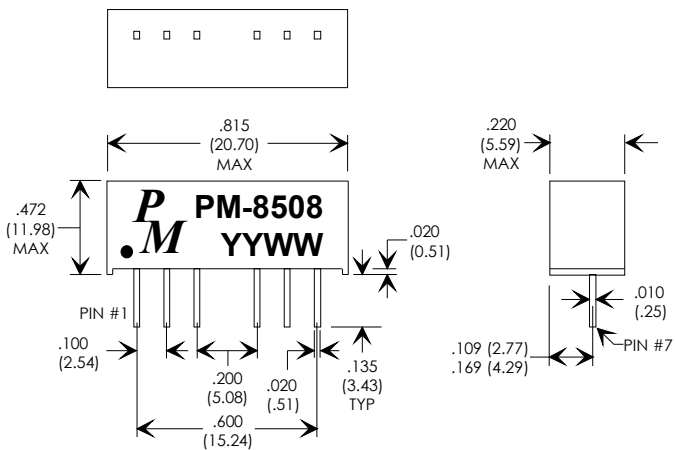 .815
(20.70)
MAX
.220
(5.59)
MAX
.472
(11.98)
MAX
P
M
PM-8508
YYWW
.020
(0.51)
PIN #1
.010
(.25)
PIN #7
.100
(2.54)
.200
(5.08)
.020
(.51)
.135
(3.43)
TYP
.109 (2.77)
.169 (4.29)
.600
(15.24)